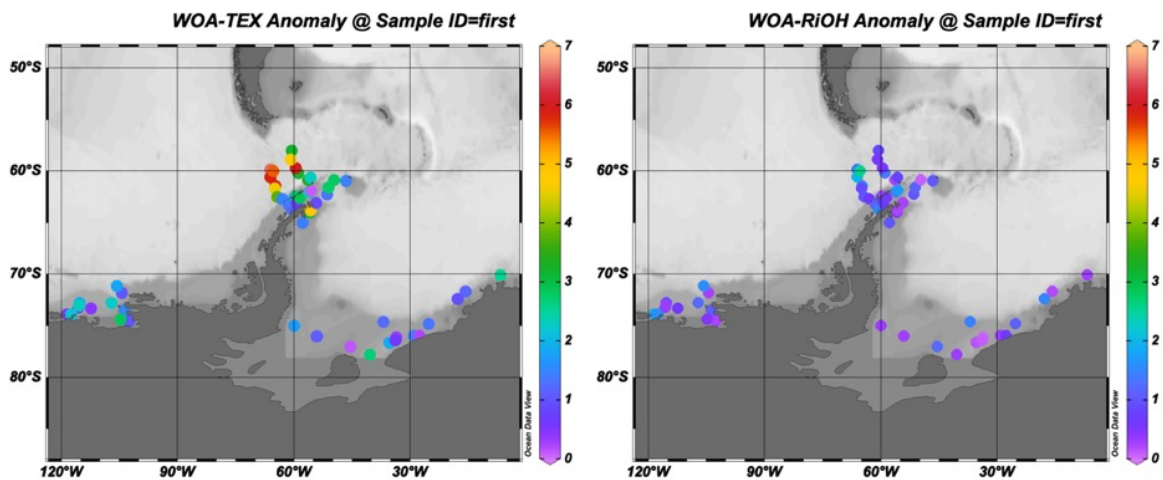 WOA-TEX Anomaly @ Sample ID=first
7
6
5
4
3
2
1
0
50°S
60°S
70°S
80°S
120°W
90°W
60°W
30°W
Ocean Data View
WOA-RiOH Anomaly @ Sample ID=first
7
6
5
4
3
2
1
0
50°S
60°S
70°S
80°S
120°W
90°W
60°W
30°W
Ocean Data View